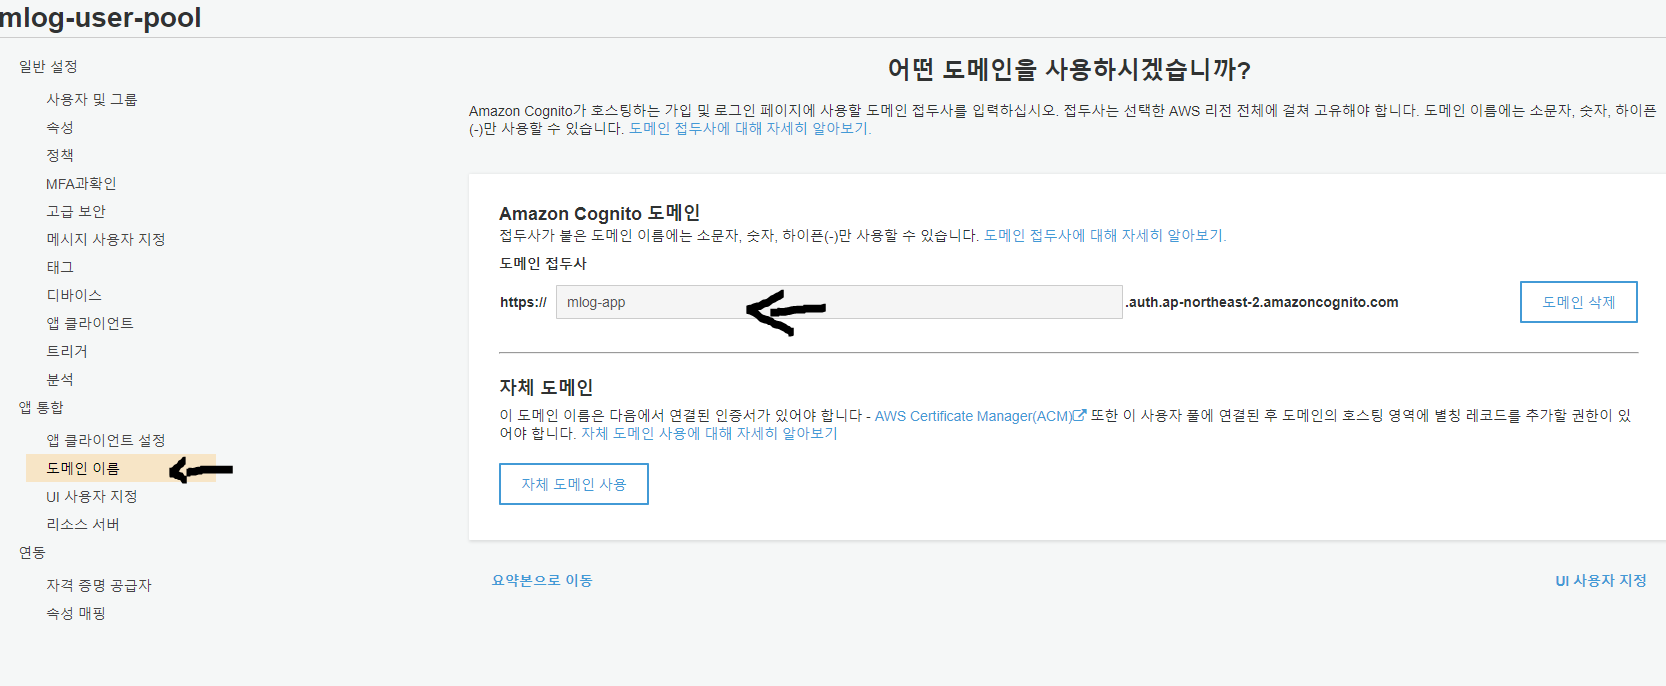 mlog-user-pool
일반 설정
사용자 및 그룹
속성
정책
MFA과확인
고급 보안
메시지 사용자 지정
태그
디바이스
앱 클라이언트
트리거
분석
앱 통합
앱 클라이언트 설정
도메인 이름
UI 사용자 지정
리소스 서버
연동
자격 증명 공급자
속성 매핑
어떤 도메인을 사용하시겠습니까?
Amazon Cognito가 호스팅하는 가입 및 로그인 페이지에 사용할 도메인 접두사를 입력하십시오. 접두사는 선택한 AWS 리전 전체에 걸쳐 고유해야 합니다. 도메인 이름에는 소문자, 숫자, 하이픈
(-)만 사용할 수 있습니다. 도메인 접두사에 대해 자세히 알아보기.
Amazon Cognito 도메인
접두사가 붙은 도메인 이름에는 소문자, 숫자, 하이픈(-)만 사용할 수 있습니다. 도메인 접두사에 대해 자세히 알아보기.
도메인 접두사
https:// mlog-app .auth.ap-northeast-2.amazoncognito.com 도메인 삭제
자체 도메인
이 도메인 이름은 다음에서 연결된 인증서가 있어야 합니다 - AWS Certificate Manager(ACM) 또한 이 사용자 풀에 연결된 후 도메인의 호스팅 영역에 별칭 레코드를 추가할 권한이 있
어야 합니다. 자체 도메인 사용에 대해 자세히 알아보기
자체 도메인 사용
요약본으로 이동 UI 사용자 지정